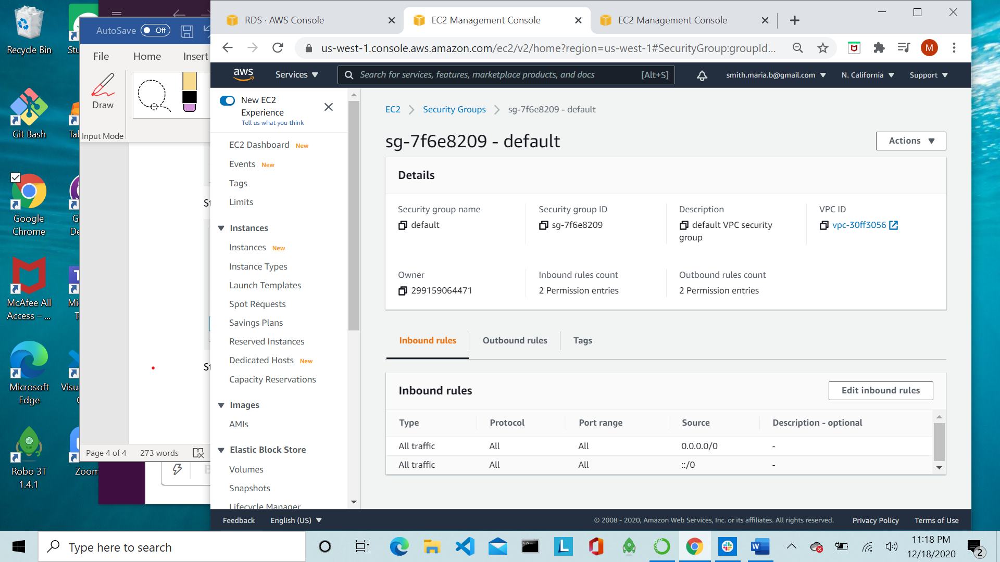 Recycle Bin
Stu
Git Bash
Tab
Google
Chrome
G
De
McAfee All
Access – ...
Mi
T
Microsoft
Edge
Visua
Robo 3T
1.4.1
Zoom
AutoSave Off
File Home Insert
Draw
Input Mode
St
St
Page 4 of 4 273 words
RDS · AWS Console
EC2 Management Console
EC2 Management Console
us-west-1.console.aws.amazon.com/ec2/v2/home?region=us-west-1#SecurityGroup:groupId...
M
aws Services Search for services, features, marketplace products, and docs [Alt+S] smith.maria.b@gmail.com N. California Support
New EC2
Experience
Tell us what you think
EC2 Dashboard New
Events New
Tags
Limits
Instances
Instances New
Instance Types
Launch Templates
Spot Requests
Savings Plans
Reserved Instances
Dedicated Hosts New
Capacity Reservations
Images
AMIs
Elastic Block Store
Volumes
Snapshots
Lifecycle Manager
EC2 Security Groups sg-7f6e8209 - default
sg-7f6e8209 - default
Actions
Details
Security group name Security group ID Description VPC ID
default sg-7f6e8209 default VPC security vpc-30ff3056
group
Owner Inbound rules count Outbound rules count
299159064471 2 Permission entries 2 Permission entries
Inbound rules Outbound rules Tags
Inbound rules Edit inbound rules
Type Protocol Port range Source Description - optional
All traffic All All 0.0.0.0/0 -
All traffic All All ::/0 -
Feedback English (US) © 2008 - 2020, Amazon Web Services, Inc. or its affiliates. All rights reserved. Privacy Policy Terms of Use
Type here to search
L
W
11:18 PM
12/18/2020
2